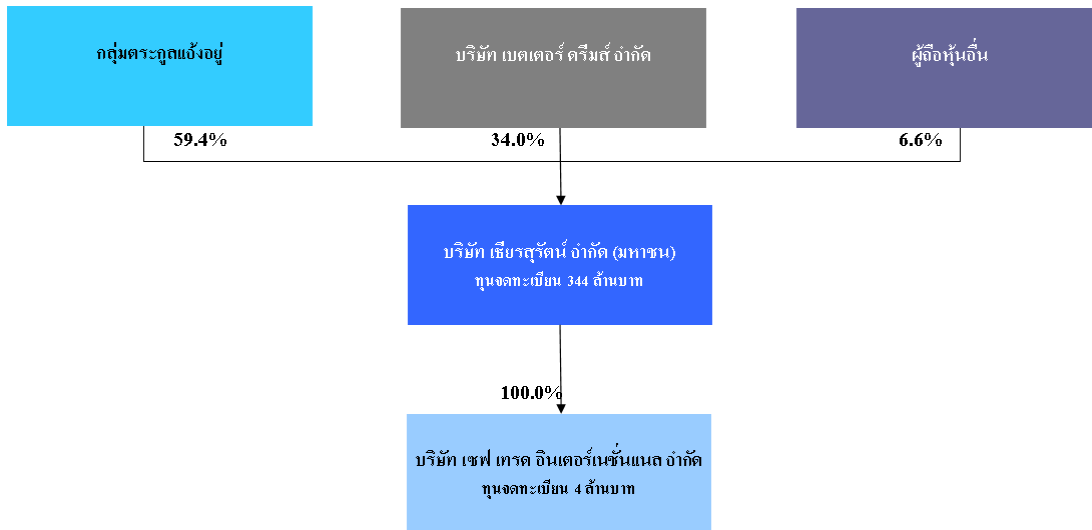 กลุ่มตระกูลแอ้งอยู่
บริษัท เบตเตอร์ ดรีมส์ จำกัด
ผู้ถือหุ้นอื่น
59.4%
34.0%
6.6%
บริษัท เธียรสุรัตน์ จำกัด (มหาชน)
ทุนจดทะเบียน 344 ล้านบาท
100.0%
บริษัท เซฟ เทรด อินเตอร์เนชั่นแนล จำกัด
ทุนจดทะเบียน 4 ล้านบาท